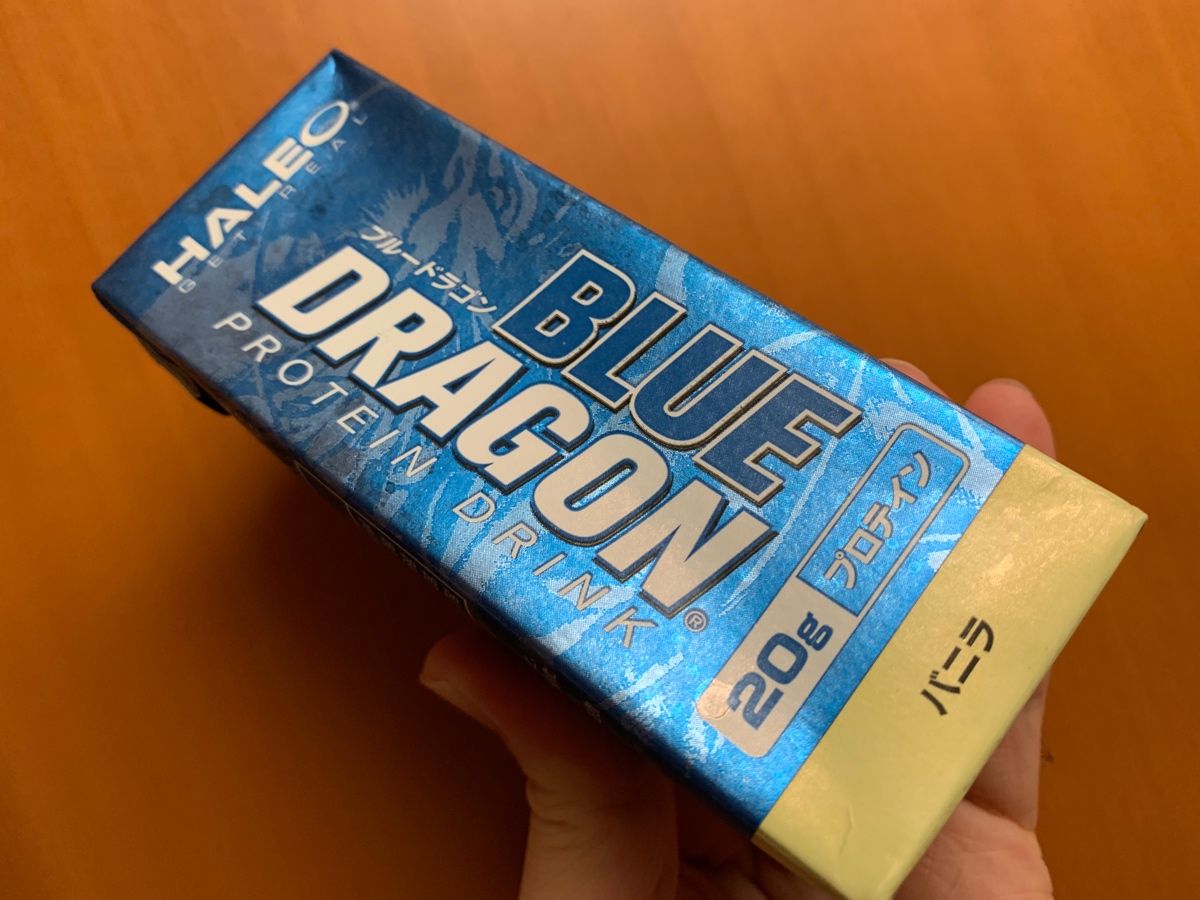 HALEO®
GET REAL
BLUE
ブルードラゴン
DRAGON®
PROTEIN DRINK
20g プロテイン
バニラ